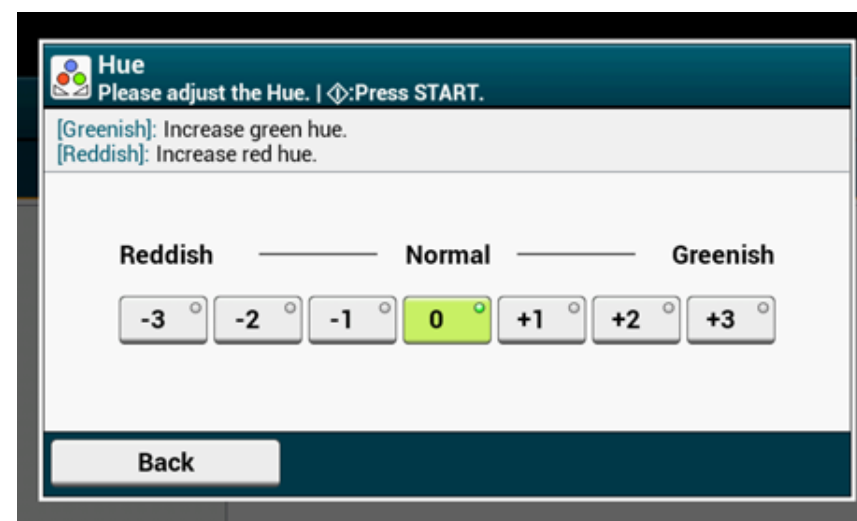 Hue
Please adjust the Hue. | :Press START.
[Greenish]: Increase green hue.
[Reddish]: Increase red hue.
Reddish Normal Greenish
-3 -2 -1 0 +1 +2 +3
Back